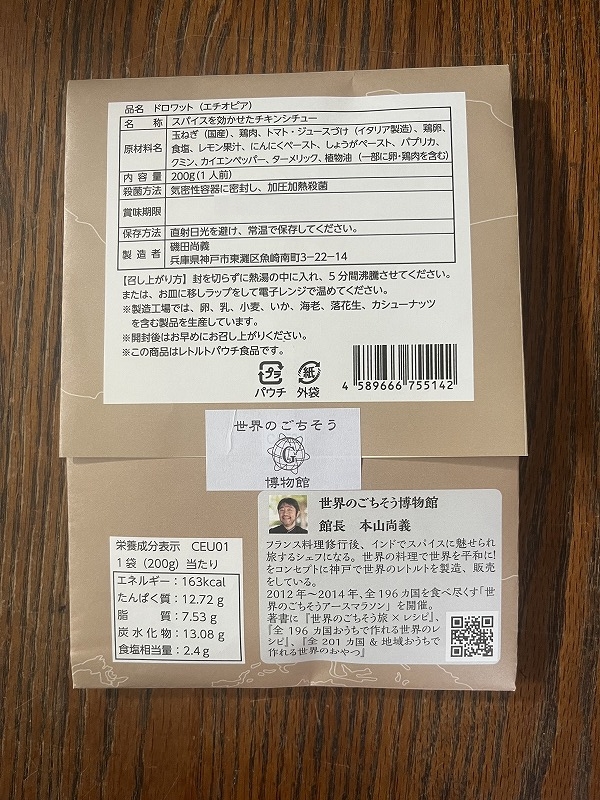 品名 ドロワット（エチオピア）
名称 スパイスを効かせたチキンシチュー
原材料名 玉ねぎ（国産）、鶏肉、トマト・ジュースづけ（イタリア製造）、鶏卵、
食塩、レモン果汁、にんにくペースト、しょうがペースト、パプリカ、
クミン、カイエンペッパー、ターメリック、植物油（一部に卵・鶏肉を含む）
内容量 200g（1人前）
殺菌方法 気密性容器に密封し、加圧加熱殺菌
賞味期限
保存方法 直射日光を避け、常温で保存してください。
製造者 磯田尚義
兵庫県神戸市東灘区魚崎南町3-22-14
【召し上がり方】封を切らずに熱湯の中に入れ、5分間沸騰させてください。
または、お皿に移しラップをして電子レンジで温めてください。
※製造工場では、卵、乳、小麦、いか、海老、落花生、カシューナッツ
を含む製品を生産しています。
※開封後はお早めにお召し上がりください。
※この商品はレトルトパウチ食品です。
プラ 紙
パウチ 外袋
4 589666 755142
世界のごちそう
G
博物館
栄養成分表示 CEU01
1袋（200g）当たり
エネルギー：163kcal
たんぱく質：12.72 g
脂質：7.53 g
炭水化物：13.08 g
食塩相当量：2.4 g
世界のごちそう博物館
館長 本山尚義
フランス料理修行後、インドでスパイスに魅せられ
旅するシェフになる。世界の料理で世界を平和に!
をコンセプトに神戸で世界のレトルトを製造、販売
をしている。
2012年〜2014年、全196カ国を食べ尽くす「世
界のごちそうアースマラソン」を開催。
著書に『世界のごちそう旅×レシピ』、
『全196カ国おうちで作れる世界のレ
シピ』、『全201カ国&地域おうちで
作れる世界のおやつ』